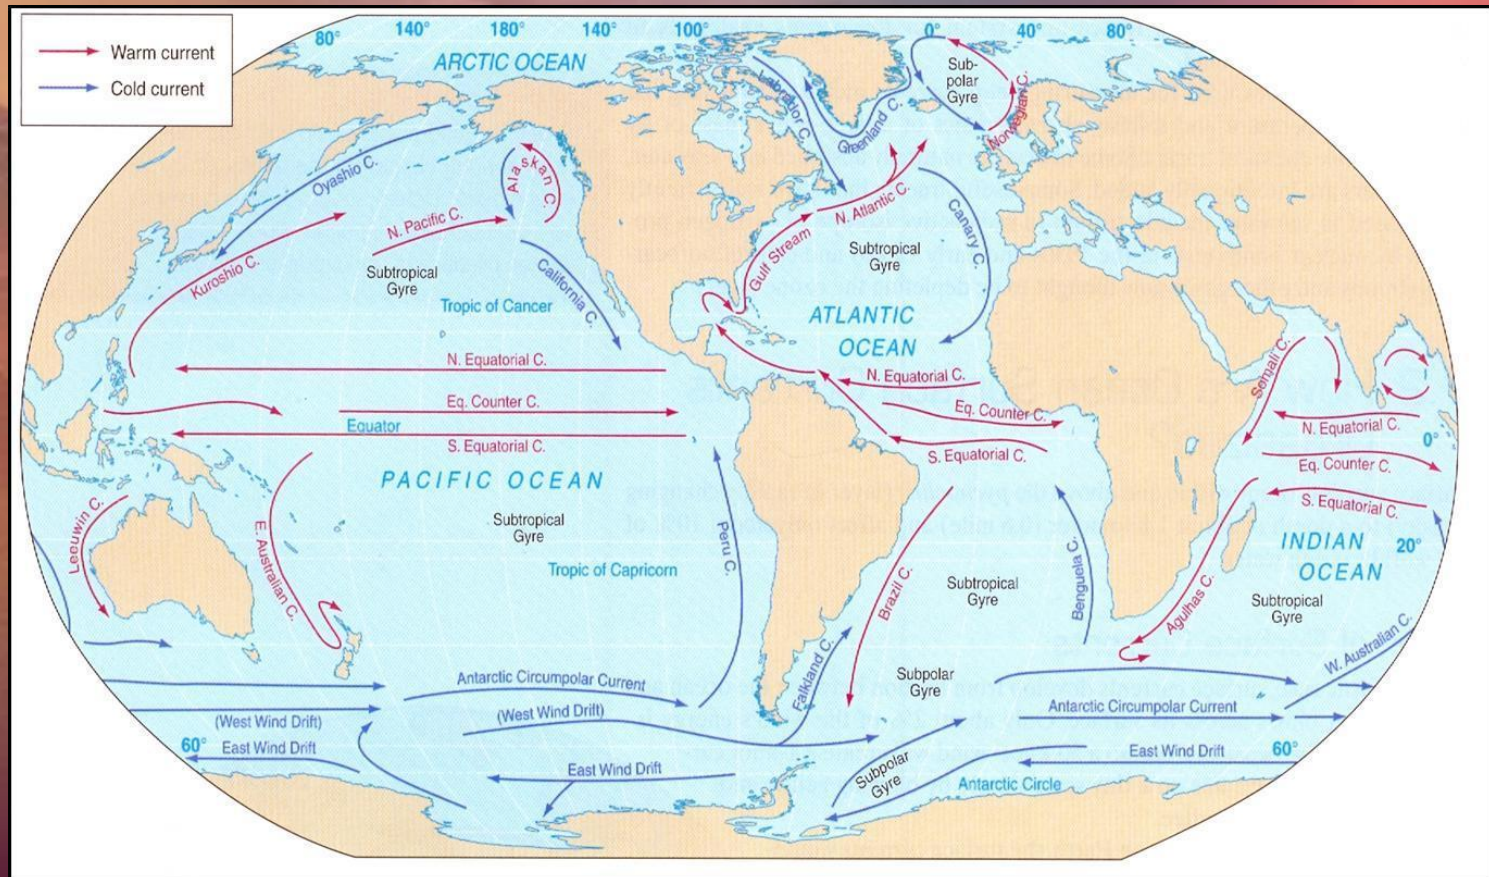 Warm current
Cold current
80°
140°
180°
140°
100°
0°
40°
80°
ARCTIC OCEAN
Sub-
polar
Gyre
Labrador C.
Greenland C.
Norwegian C.
Oyashio C.
Alaskan C.
N. Pacific C.
N. Atlantic C.
Canary C.
Kuroshio C.
Subtropical
Gyre
California C.
Gulf Stream
Subtropical
Gyre
Tropic of Cancer
ATLANTIC
OCEAN
N. Equatorial C.
N. Equatorial C.
Somali C.
Eq. Counter C.
Eq. Counter C.
N. Equatorial C.
Equator
0°
S. Equatorial C.
S. Equatorial C.
Eq. Counter C.
PACIFIC OCEAN
S. Equatorial C.
Leeuwin C.
E. Australian C.
Subtropical
Gyre
Peru C.
INDIAN
OCEAN
20°
Tropic of Capricorn
Brazil C.
Subtropical
Gyre
Benguela C.
Agulhas C.
Subtropical
Gyre
W. Australian C.
Antarctic Circumpolar Current
Falkland C.
Subpolar
Gyre
(West Wind Drift)
(West Wind Drift)
Antarctic Circumpolar Current
60°
East Wind Drift
East Wind Drift
Subpolar
Gyre
East Wind Drift
60°
Antarctic Circle